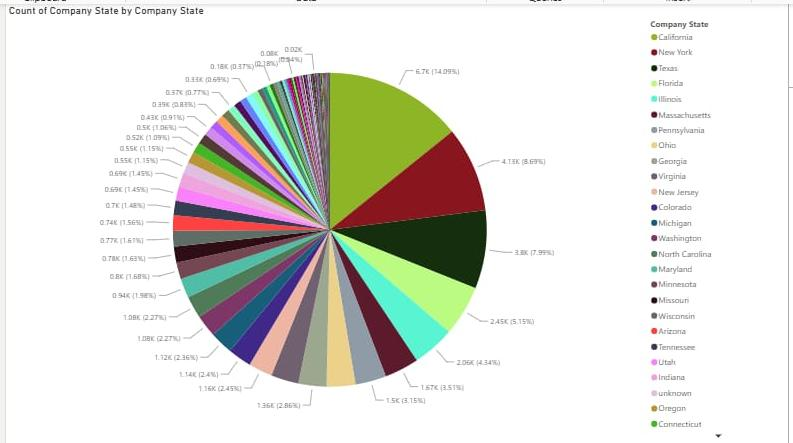 Count of Company State by Company State
Company State
California
New York
Texas
Florida
Illinois
Massachusetts
Pennsylvania
Ohio
Georgia
Virginia
New Jersey
Colorado
Michigan
Washington
North Carolina
Maryland
Minnesota
Missouri
Wisconsin
Arizona
Tennessee
Utah
Indiana
unknown
Oregon
Connecticut
6.7K (14.09%)
4.13K (8.69%)
3.8K (7.99%)
2.45K (5.15%)
2.06K (4.34%)
1.67K (3.51%)
1.5K (3.15%)
1.36K (2.86%)
1.16K (2.45%)
1.14K (2.4%)
1.12K (2.36%)
1.08K (2.27%)
1.08K (2.27%)
0.94K (1.98%)
0.8K (1.68%)
0.78K (1.63%)
0.77K (1.61%)
0.74K (1.56%)
0.7K (1.48%)
0.69K (1.45%)
0.69K (1.45%)
0.55K (1.15%)
0.55K (1.15%)
0.52K (1.09%)
0.5K (1.06%)
0.43K (0.91%)
0.39K (0.83%)
0.37K (0.77%)
0.33K (0.69%)
0.18K (0.37%)
0.08K
(0.18%)
0.02K
(0.04%)